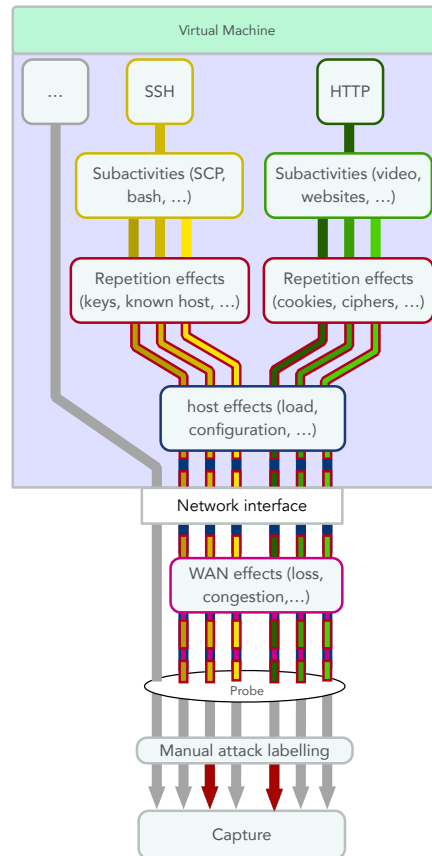 Virtual Machine
...
SSH
HTTP
Subactivities (SCP,
bash, ...)
Subactivities (video,
websites, ...)
Repetition effects
(keys, known host, ...)
Repetition effects
(cookies, ciphers, ...)
host effects (load,
configuration, ...)
Network interface
WAN effects (loss,
congestion,...)
Probe
Manual attack labelling
Capture